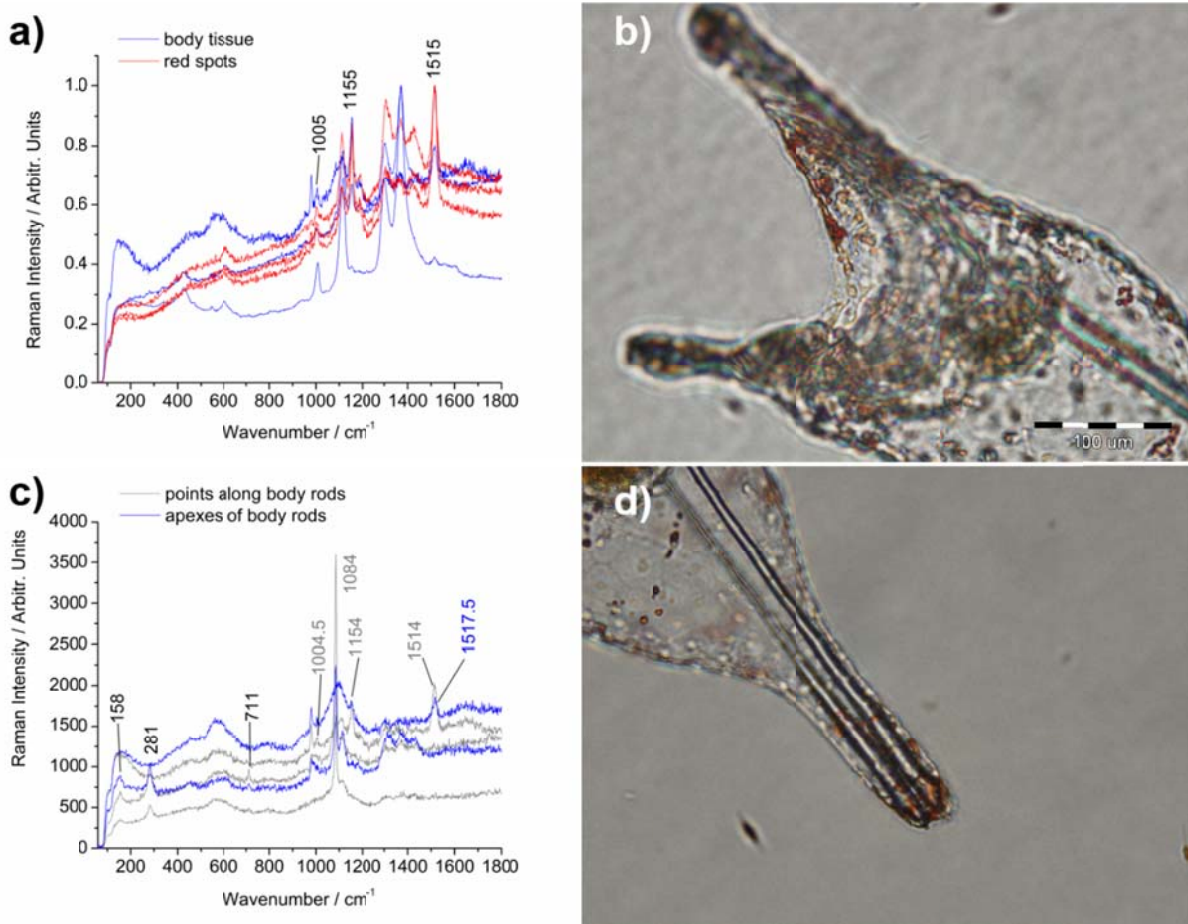 a)
body tissue
red spots
1005
1155
1515
1.0
0.8
0.6
0.4
0.2
0.0
Raman Intensity / Arbitr. Units
200 400 600 800 1000 1200 1400 1600 1800
Wavenumber / cm⁻¹
b)
100 um
c)
points along body rods
apexes of body rods
4000
3500
3000
2500
2000
1500
1000
500
0
Raman Intensity / Arbitr. Units
158
281
711
1004.5
1084
1154
1514
1517.5
200 400 600 800 1000 1200 1400 1600 1800
Wavenumber / cm⁻¹
d)